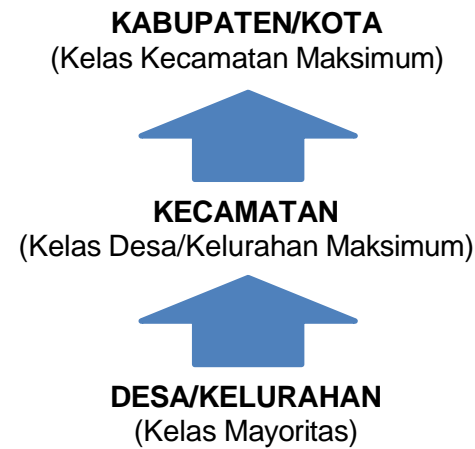 KABUPATEN/KOTA
(Kelas Kecamatan Maksimum)
KECAMATAN
(Kelas Desa/Kelurahan Maksimum)
DESA/KELURAHAN
(Kelas Mayoritas)